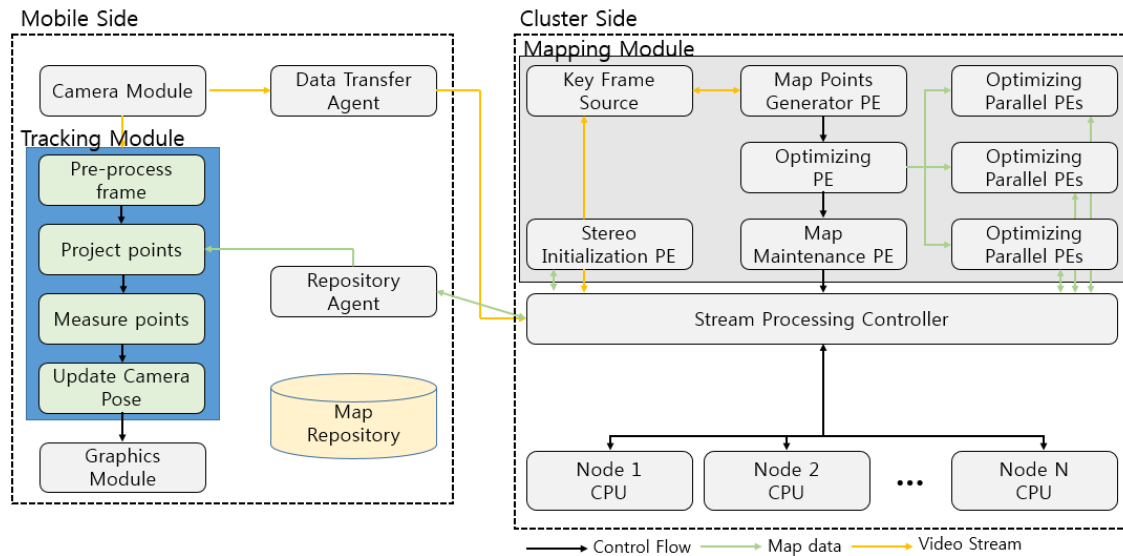 Mobile Side
Camera Module
Data Transfer
Agent
Tracking Module
Pre-process
frame
Project points
Measure points
Update Camera
Pose
Graphics
Module
Repository
Agent
Map
Repository
Cluster Side
Mapping Module
Key Frame
Source
Map Points
Generator PE
Optimizing
Parallel PEs
Optimizing
PE
Optimizing
Parallel PEs
Stereo
Initialization PE
Map
Maintenance PE
Optimizing
Parallel PEs
Stream Processing Controller
Node 1
CPU
Node 2
CPU
•••
Node N
CPU
Control Flow
Map data
Video Stream